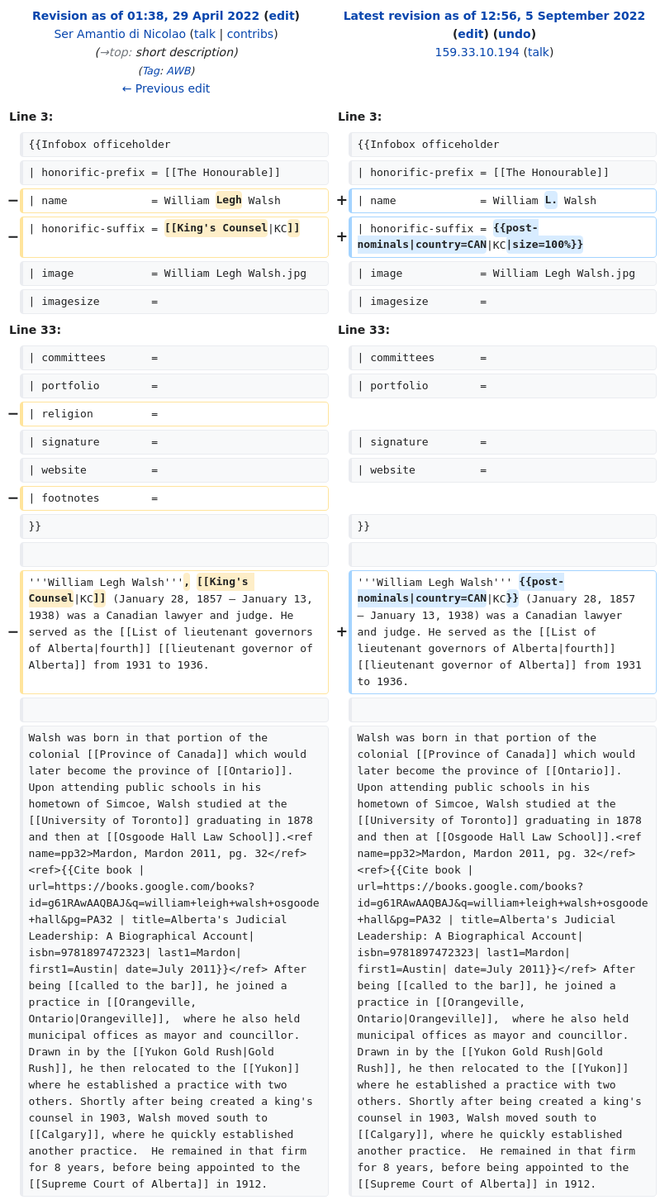 Revision as of 01:38, 29 April 2022 (edit)
Ser Amantio di Nicolao (talk | contribs)
(→top: short description)
(Tag: AWB)
← Previous edit
Latest revision as of 12:56, 5 September 2022
(edit) (undo)
159.33.10.194 (talk)
Line 3:
Line 3:
{{Infobox officeholder
{{Infobox officeholder
| honorific-prefix = [[The Honourable]]
| honorific-prefix = [[The Honourable]]
− | name             = William Legh Walsh
+ | name             = William L. Walsh
− | honorific-suffix = [[King's Counsel|KC]]
+ | honorific-suffix = {{post-
nominals|country=CAN|KC|size=100%}}
| image            = William Legh Walsh.jpg
| image            = William Legh Walsh.jpg
| imagesize        =
| imagesize        =
Line 33:
Line 33:
| committees       =
| committees       =
| portfolio        =
| portfolio        =
− | religion         =
| signature        =
| signature        =
| website          =
| website          =
− | footnotes        =
}}
}}
− '''William Legh Walsh''', [[King's
Counsel|KC]] (January 28, 1857 – January 13,
1938) was a Canadian lawyer and judge. He
served as the [[List of lieutenant governors
of Alberta|fourth]] [[lieutenant governor of
Alberta]] from 1931 to 1936.
+ '''William Legh Walsh''' {{post-
nominals|country=CAN|KC}} (January 28, 1857
– January 13, 1938) was a Canadian lawyer
and judge. He served as the [[List of
lieutenant governors of Alberta|fourth]]
[[lieutenant governor of Alberta]] from 1931
to 1936.
Walsh was born in that portion of the
colonial [[Province of Canada]] which would
later become the province of [[Ontario]].
Upon attending public schools in his
hometown of Simcoe, Walsh studied at the
[[University of Toronto]] graduating in 1878
and then at [[Osgoode Hall Law School]].<ref
name=pp32>Mardon, Mardon 2011, pg. 32</ref>
<ref>{{Cite book |
url=https://books.google.com/books?
id=g61RAwAAQBAJ&q=william+leigh+walsh+osgoode
+hall&pg=PA32 | title=Alberta's Judicial
Leadership: A Biographical Account|
isbn=9781897472323| last1=Mardon|
first1=Austin| date=July 2011}}</ref> After
being [[called to the bar]], he joined a
practice in [[Orangeville,
Ontario|Orangeville]],  where he also held
municipal offices as mayor and councillor.
Drawn in by the [[Yukon Gold Rush|Gold
Rush]], he then relocated to the [[Yukon]]
where he established a practice with two
others. Shortly after being created a king's
counsel in 1903, Walsh moved south to
[[Calgary]], where he quickly established
another practice.  He remained in that firm
for 8 years, before being appointed to the
[[Supreme Court of Alberta]] in 1912.
Walsh was born in that portion of the
colonial [[Province of Canada]] which would
later become the province of [[Ontario]].
Upon attending public schools in his
hometown of Simcoe, Walsh studied at the
[[University of Toronto]] graduating in 1878
and then at [[Osgoode Hall Law School]].<ref
name=pp32>Mardon, Mardon 2011, pg. 32</ref>
<ref>{{Cite book |
url=https://books.google.com/books?
id=g61RAwAAQBAJ&q=william+leigh+walsh+osgoode
+hall&pg=PA32 | title=Alberta's Judicial
Leadership: A Biographical Account|
isbn=9781897472323| last1=Mardon|
first1=Austin| date=July 2011}}</ref> After
being [[called to the bar]], he joined a
practice in [[Orangeville,
Ontario|Orangeville]],  where he also held
municipal offices as mayor and councillor.
Drawn in by the [[Yukon Gold Rush|Gold
Rush]], he then relocated to the [[Yukon]]
where he established a practice with two
others. Shortly after being created a king's
counsel in 1903, Walsh moved south to
[[Calgary]], where he quickly established
another practice.  He remained in that firm
for 8 years, before being appointed to the
[[Supreme Court of Alberta]] in 1912.